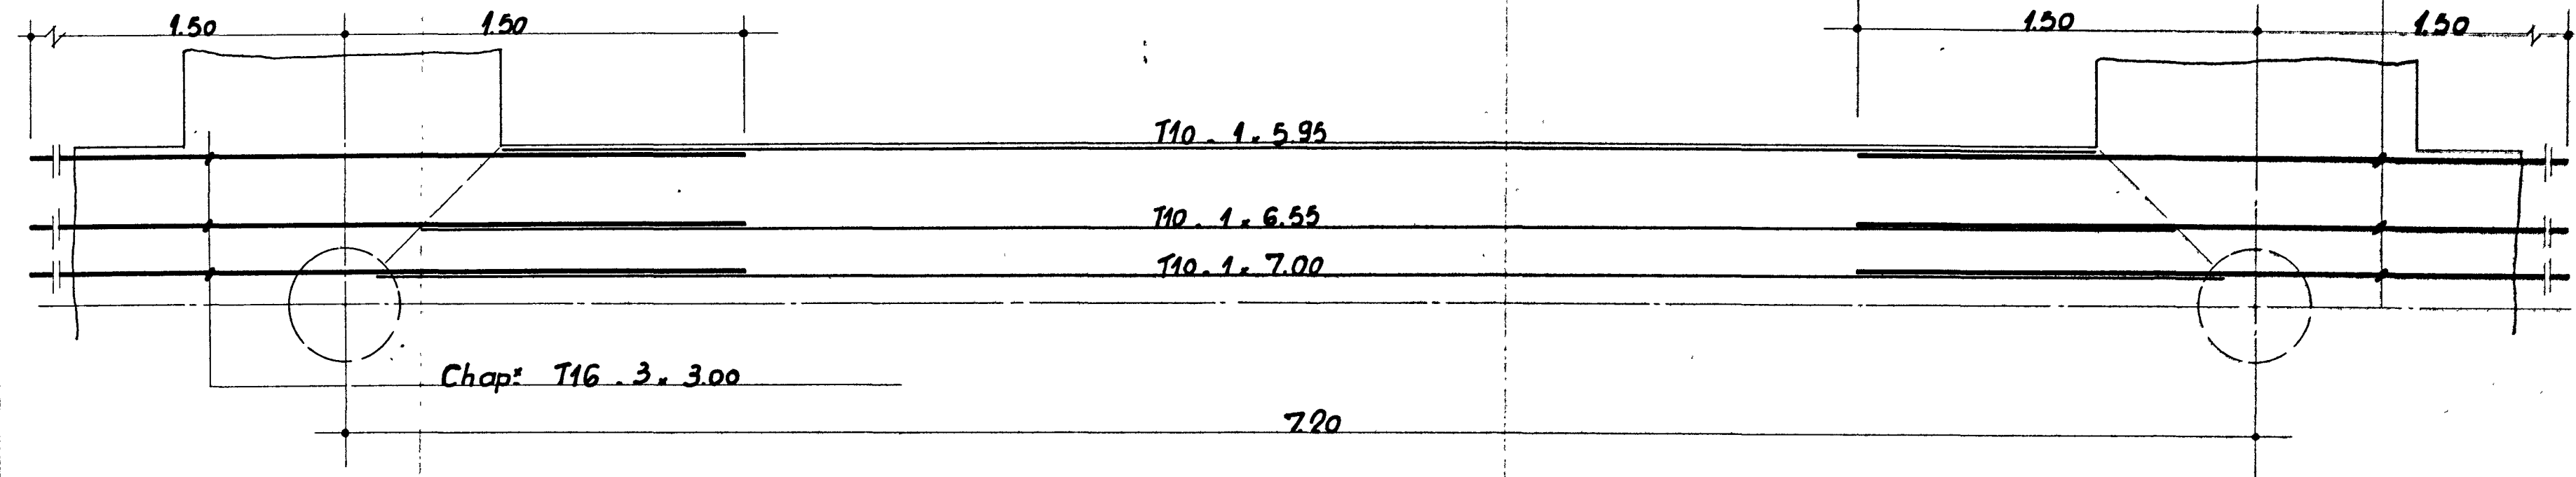 1.50 1.50 1.50 1.50
T10 . 1 x 5.95
T10 . 1 x 6.55
T10 . 1 x 7.00
Chapx T16 . 3 x 3.00
7.20